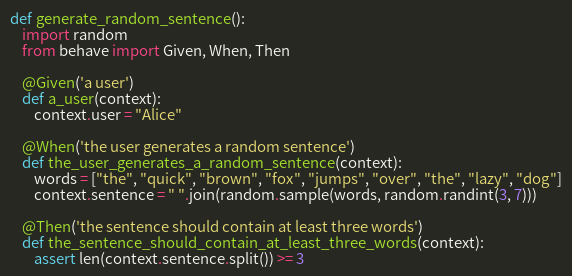 def generate_random_sentence():
    import random
    from behave import Given, When, Then

    @Given('a user')
    def a_user(context):
        context.user = "Alice"

    @When('the user generates a random sentence')
    def the_user_generates_a_random_sentence(context):
        words = ["the", "quick", "brown", "fox", "jumps", "over", "the", "lazy", "dog"]
        context.sentence = " ".join(random.sample(words, random.randint(3, 7)))

    @Then('the sentence should contain at least three words')
    def the_sentence_should_contain_at_least_three_words(context):
        assert len(context.sentence.split()) >= 3